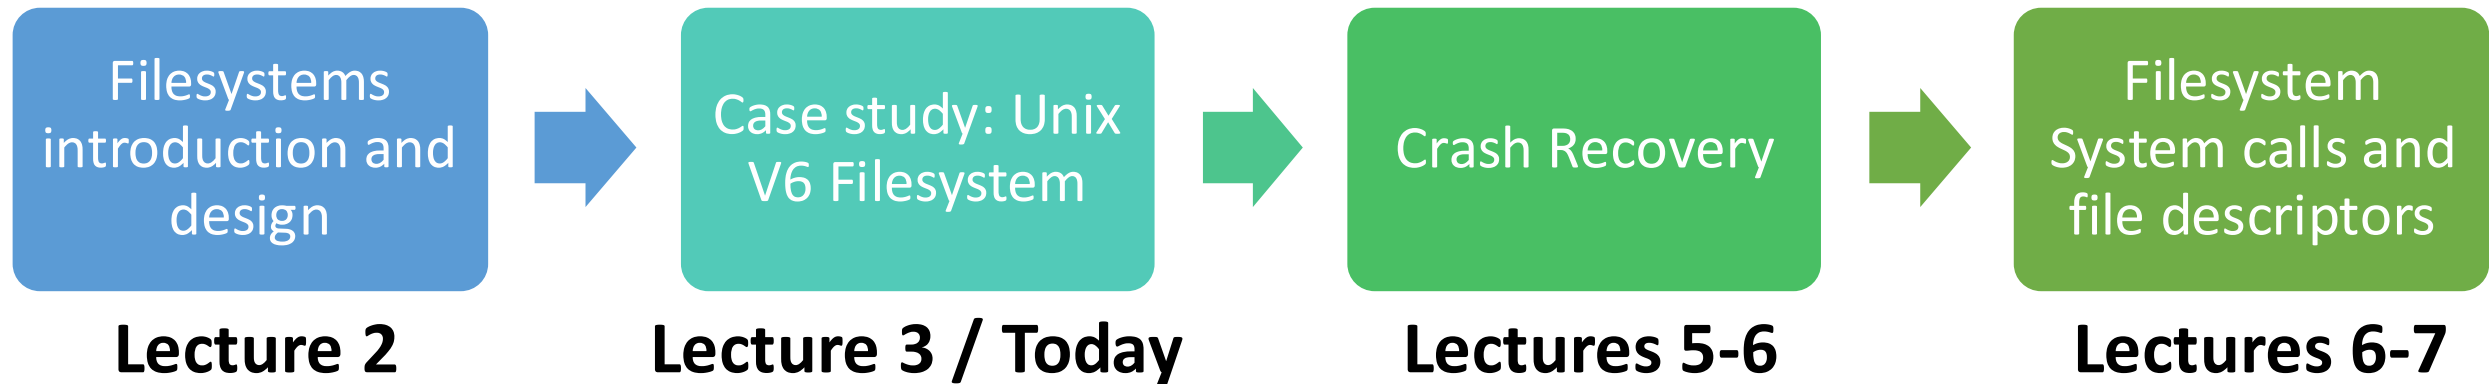 Filesystems
introduction and
design
Case study: Unix
V6 Filesystem
Crash Recovery
Filesystem
System calls and
file descriptors
Lecture 2
Lecture 3 / Today
Lectures 5-6
Lectures 6-7